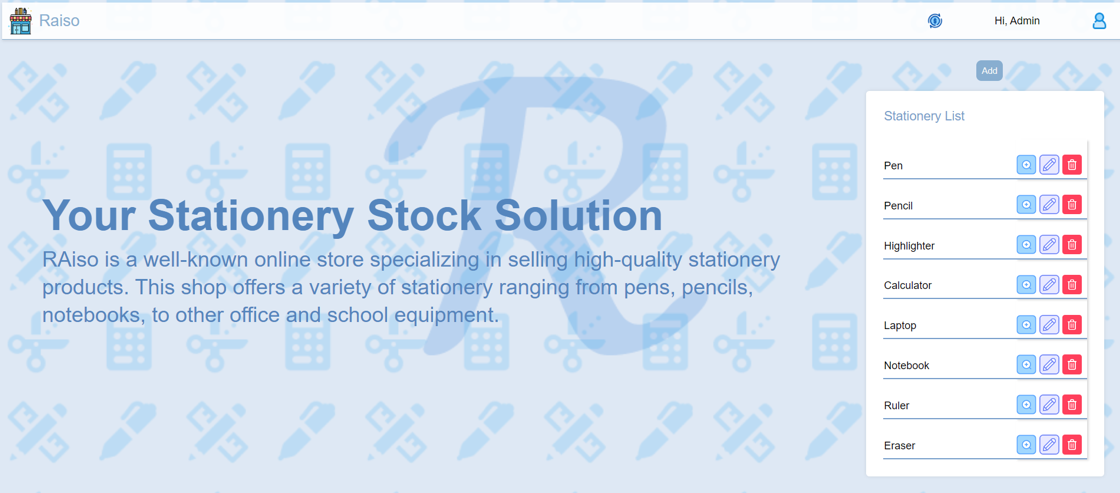 Raiso
Hi, Admin
Add
Your Stationery Stock Solution
RAiso is a well-known online store specializing in selling high-quality stationery
products. This shop offers a variety of stationery ranging from pens, pencils,
notebooks, to other office and school equipment.
R
Stationery List
Pen
Pencil
Highlighter
Calculator
Laptop
Notebook
Ruler
Eraser